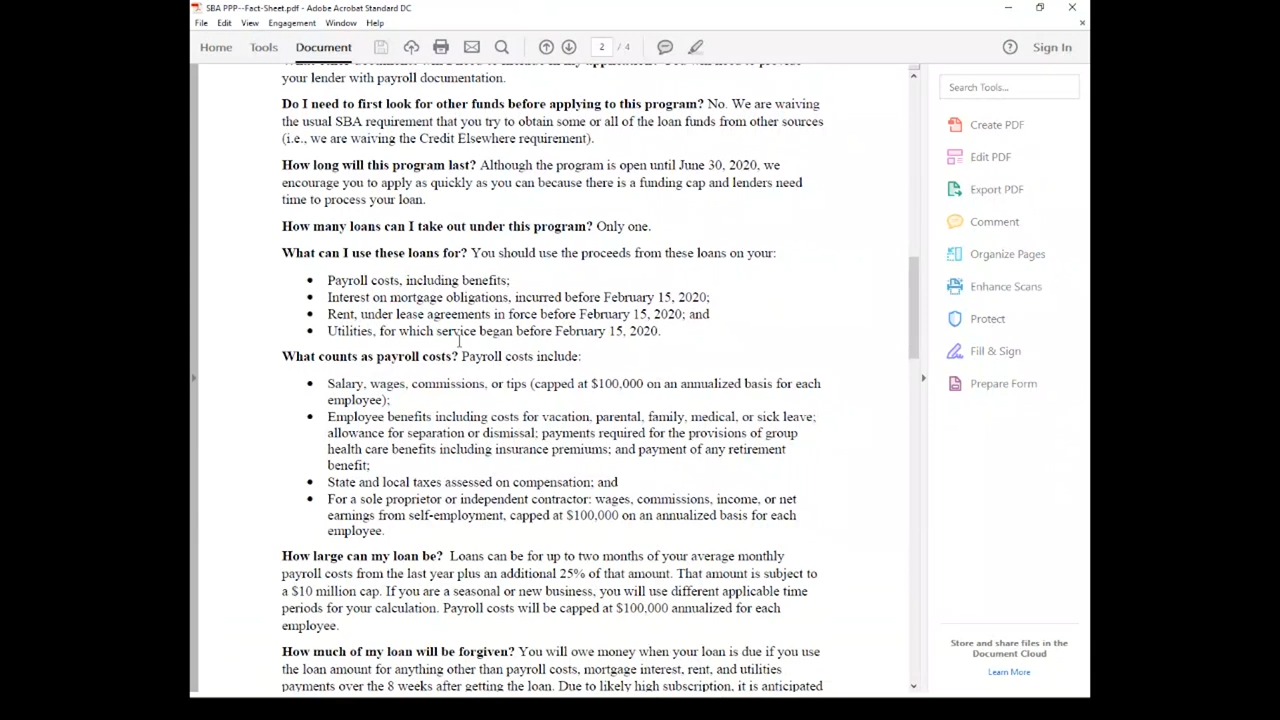 SBA PPP--Fact-Sheet.pdf - Adobe Acrobat Standard DC
File Edit View Engagement Window Help
Home Tools Document 2 / 4 Sign In
your lender with payroll documentation.
Do I need to first look for other funds before applying to this program? No. We are waiving
the usual SBA requirement that you try to obtain some or all of the loan funds from other sources
(i.e., we are waiving the Credit Elsewhere requirement).
How long will this program last? Although the program is open until June 30, 2020, we
encourage you to apply as quickly as you can because there is a funding cap and lenders need
time to process your loan.
How many loans can I take out under this program? Only one.
What can I use these loans for? You should use the proceeds from these loans on your:
• Payroll costs, including benefits;
• Interest on mortgage obligations, incurred before February 15, 2020;
• Rent, under lease agreements in force before February 15, 2020; and
• Utilities, for which service began before February 15, 2020.
What counts as payroll costs? Payroll costs include:
• Salary, wages, commissions, or tips (capped at $100,000 on an annualized basis for each
employee);
• Employee benefits including costs for vacation, parental, family, medical, or sick leave;
allowance for separation or dismissal; payments required for the provisions of group
health care benefits including insurance premiums; and payment of any retirement
benefit;
• State and local taxes assessed on compensation; and
• For a sole proprietor or independent contractor: wages, commissions, income, or net
earnings from self-employment, capped at $100,000 on an annualized basis for each
employee.
How large can my loan be? Loans can be for up to two months of your average monthly
payroll costs from the last year plus an additional 25% of that amount. That amount is subject to
a $10 million cap. If you are a seasonal or new business, you will use different applicable time
periods for your calculation. Payroll costs will be capped at $100,000 annualized for each
employee.
How much of my loan will be forgiven? You will owe money when your loan is due if you use
the loan amount for anything other than payroll costs, mortgage interest, rent, and utilities
payments over the 8 weeks after getting the loan. Due to likely high subscription, it is anticipated
Search Tools...
Create PDF
Edit PDF
Export PDF
Comment
Organize Pages
Enhance Scans
Protect
Fill & Sign
Prepare Form
Store and share files in the
Document Cloud
Learn More